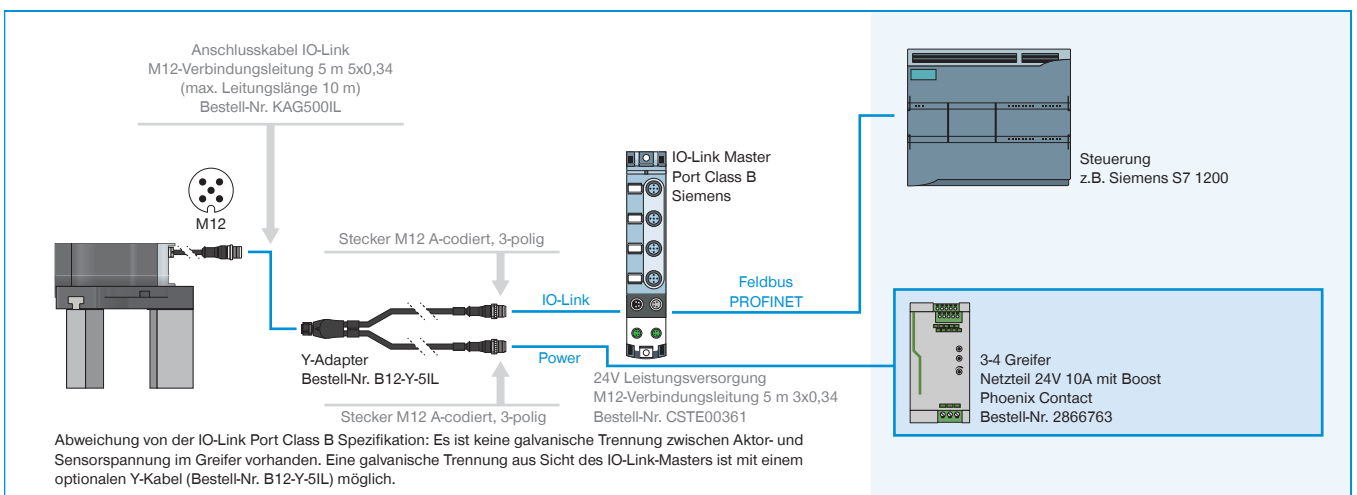 Anschlusskabel IO-Link
M12-Verbindungsleitung 5 m 5x0,34
(max. Leitungslänge 10 m)
Bestell-Nr. KAG500IL
M12
Stecker M12 A-codiert, 3-polig
IO-Link Master
Port Class B
Siemens
Steuerung
z.B. Siemens S7 1200
IO-Link
Feldbus
PROFINET
Y-Adapter
Bestell-Nr. B12-Y-5IL
Power
Stecker M12 A-codiert, 3-polig
24V Leistungsversorgung
M12-Verbindungsleitung 5 m 3x0,34
Bestell-Nr. CSTE00361
3-4 Greifer
Netzteil 24V 10A mit Boost
Phoenix Contact
Bestell-Nr. 2866763
Abweichung von der IO-Link Port Class B Spezifikation: Es ist keine galvanische Trennung zwischen Aktor- und
Sensorspannung im Greifer vorhanden. Eine galvanische Trennung aus Sicht des IO-Link-Masters ist mit einem
optionalen Y-Kabel (Bestell-Nr. B12-Y-5IL) möglich.